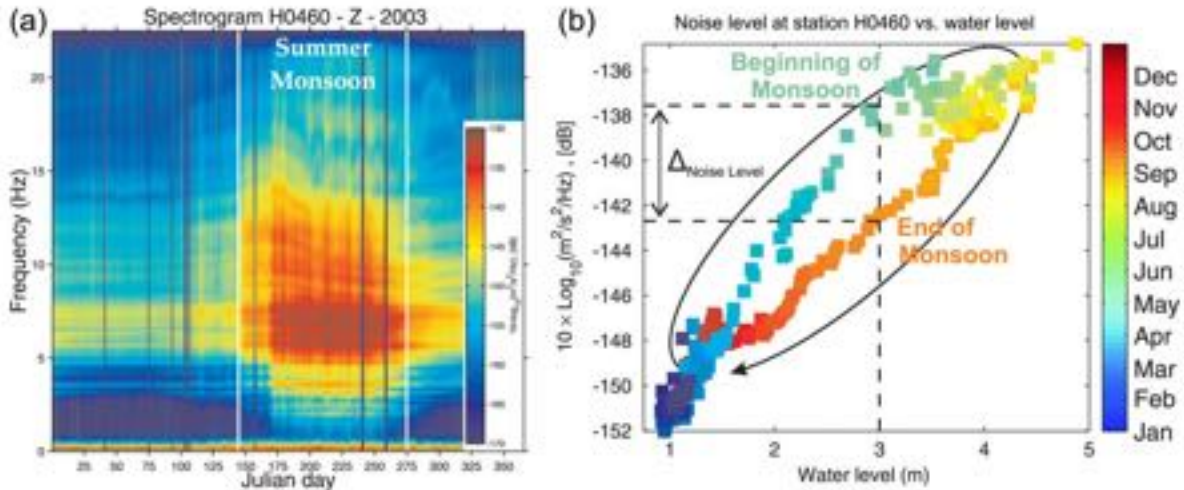 (a) Spectrogram H0460 - Z - 2003
Summer
Monsoon
Frequency (Hz)
20
15
10
5
0
25 50 75 100 125 150 175 200 225 250 275 300 325 350
Julian day
(b) Noise level at station H0460 vs. water level
10 × Log10(m²/s²/Hz) , [dB]
-136
-138
-140
-142
-144
-146
-148
-150
-152
Beginning of
Monsoon
Δ Noise Level
End of
Monsoon
1 2 3 4 5
Water level (m)
Dec
Nov
Oct
Sep
Aug
Jul
Jun
May
Apr
Mar
Feb
Jan